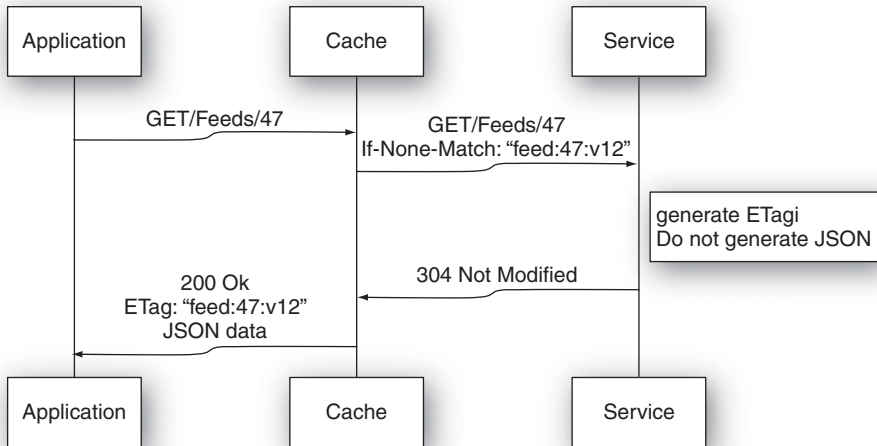 Application
Cache
Service
GET/Feeds/47
GET/Feeds/47
If-None-Match: “feed:47:v12”
generate ETagi
Do not generate JSON
304 Not Modified
200 Ok
ETag: “feed:47:v12”
JSON data
Application
Cache
Service